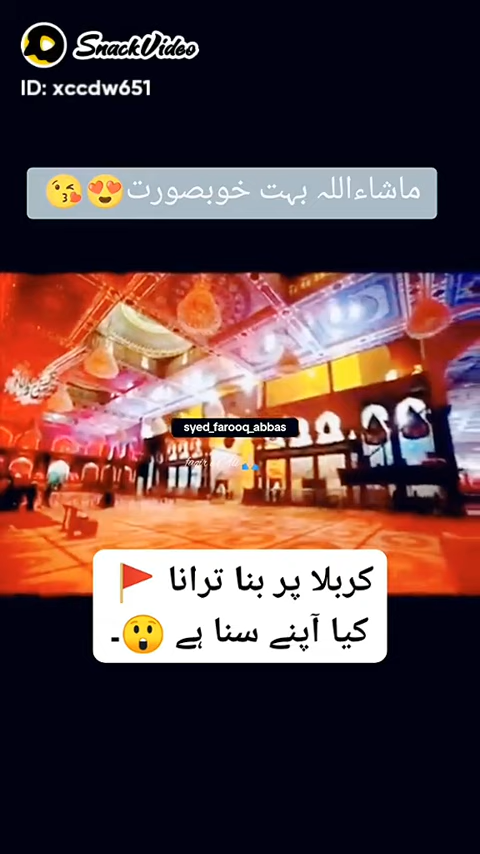 SnackVideo
ID: xccdw651
ماشاءاللہ بہت خوبصورت😍😘
syed_farooq_abbas
کربلا پر بنا ترانا 🚩
کیا آپنے سنا ہے 😲۔